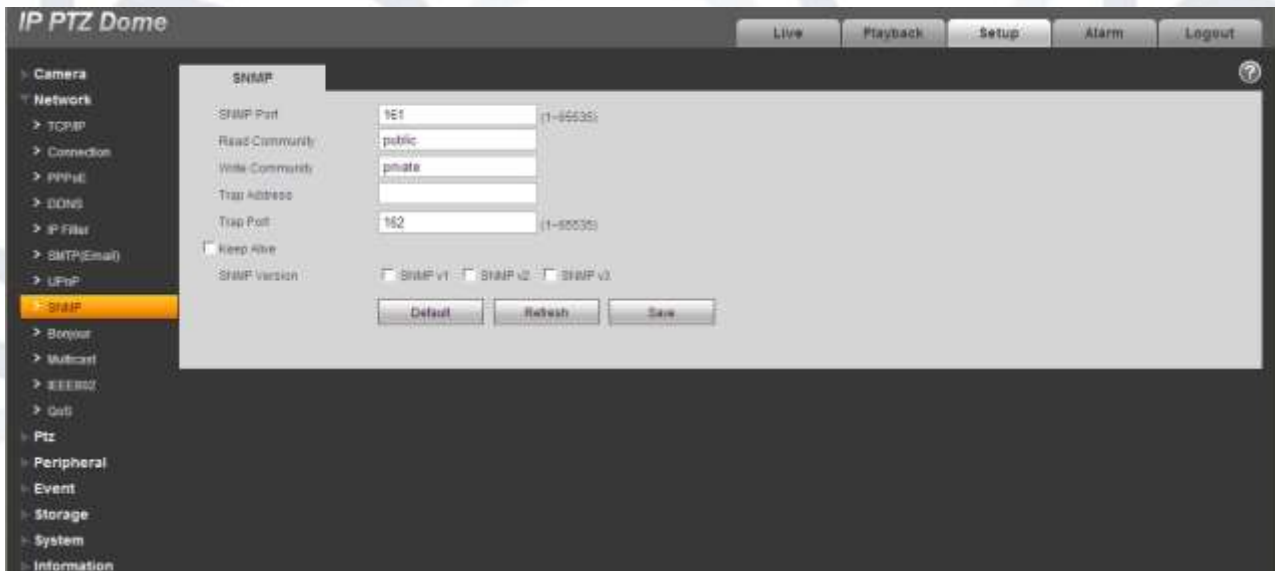 IP PTZ Dome
Live Playback Setup Alarm Logout
Camera
Network
> TCP/IP
> Connection
> PPPoE
> DDNS
> IP Filter
> SMTP(Email)
> UPnP
> SNMP
> Bonjour
> Multicast
> IEEE802
> QoS
Ptz
Peripheral
Event
Storage
System
Information
SNMP
?
SNMP Port 161 (1~65535)
Read Community public
Write Community private
Trap Address
Trap Port 162 (1~65535)
Keep Alive
SNMP Version SNMP v1 SNMP v2 SNMP v3
Default Refresh Save